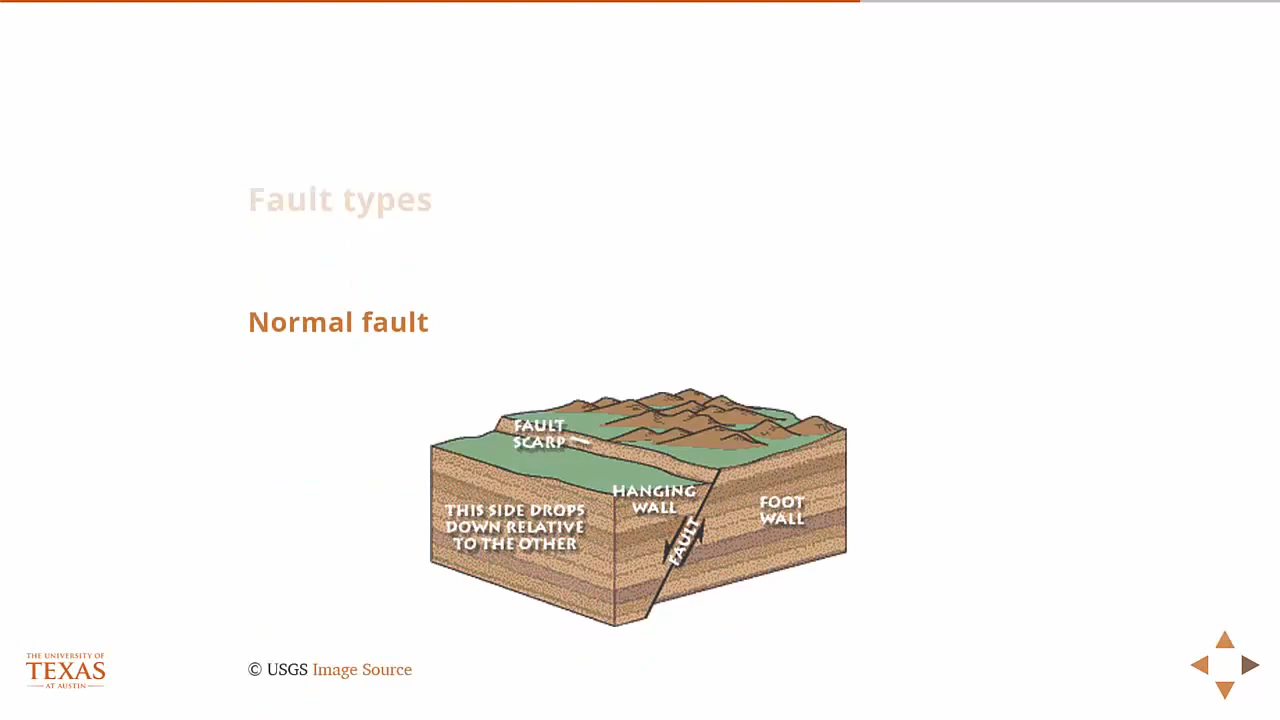 Fault types
Normal fault
FAULT
SCARP
HANGING
WALL
FOOT
WALL
THIS SIDE DROPS
DOWN RELATIVE
TO THE OTHER
FAULT
THE UNIVERSITY OF
TEXAS
AT AUSTIN
© USGS Image Source